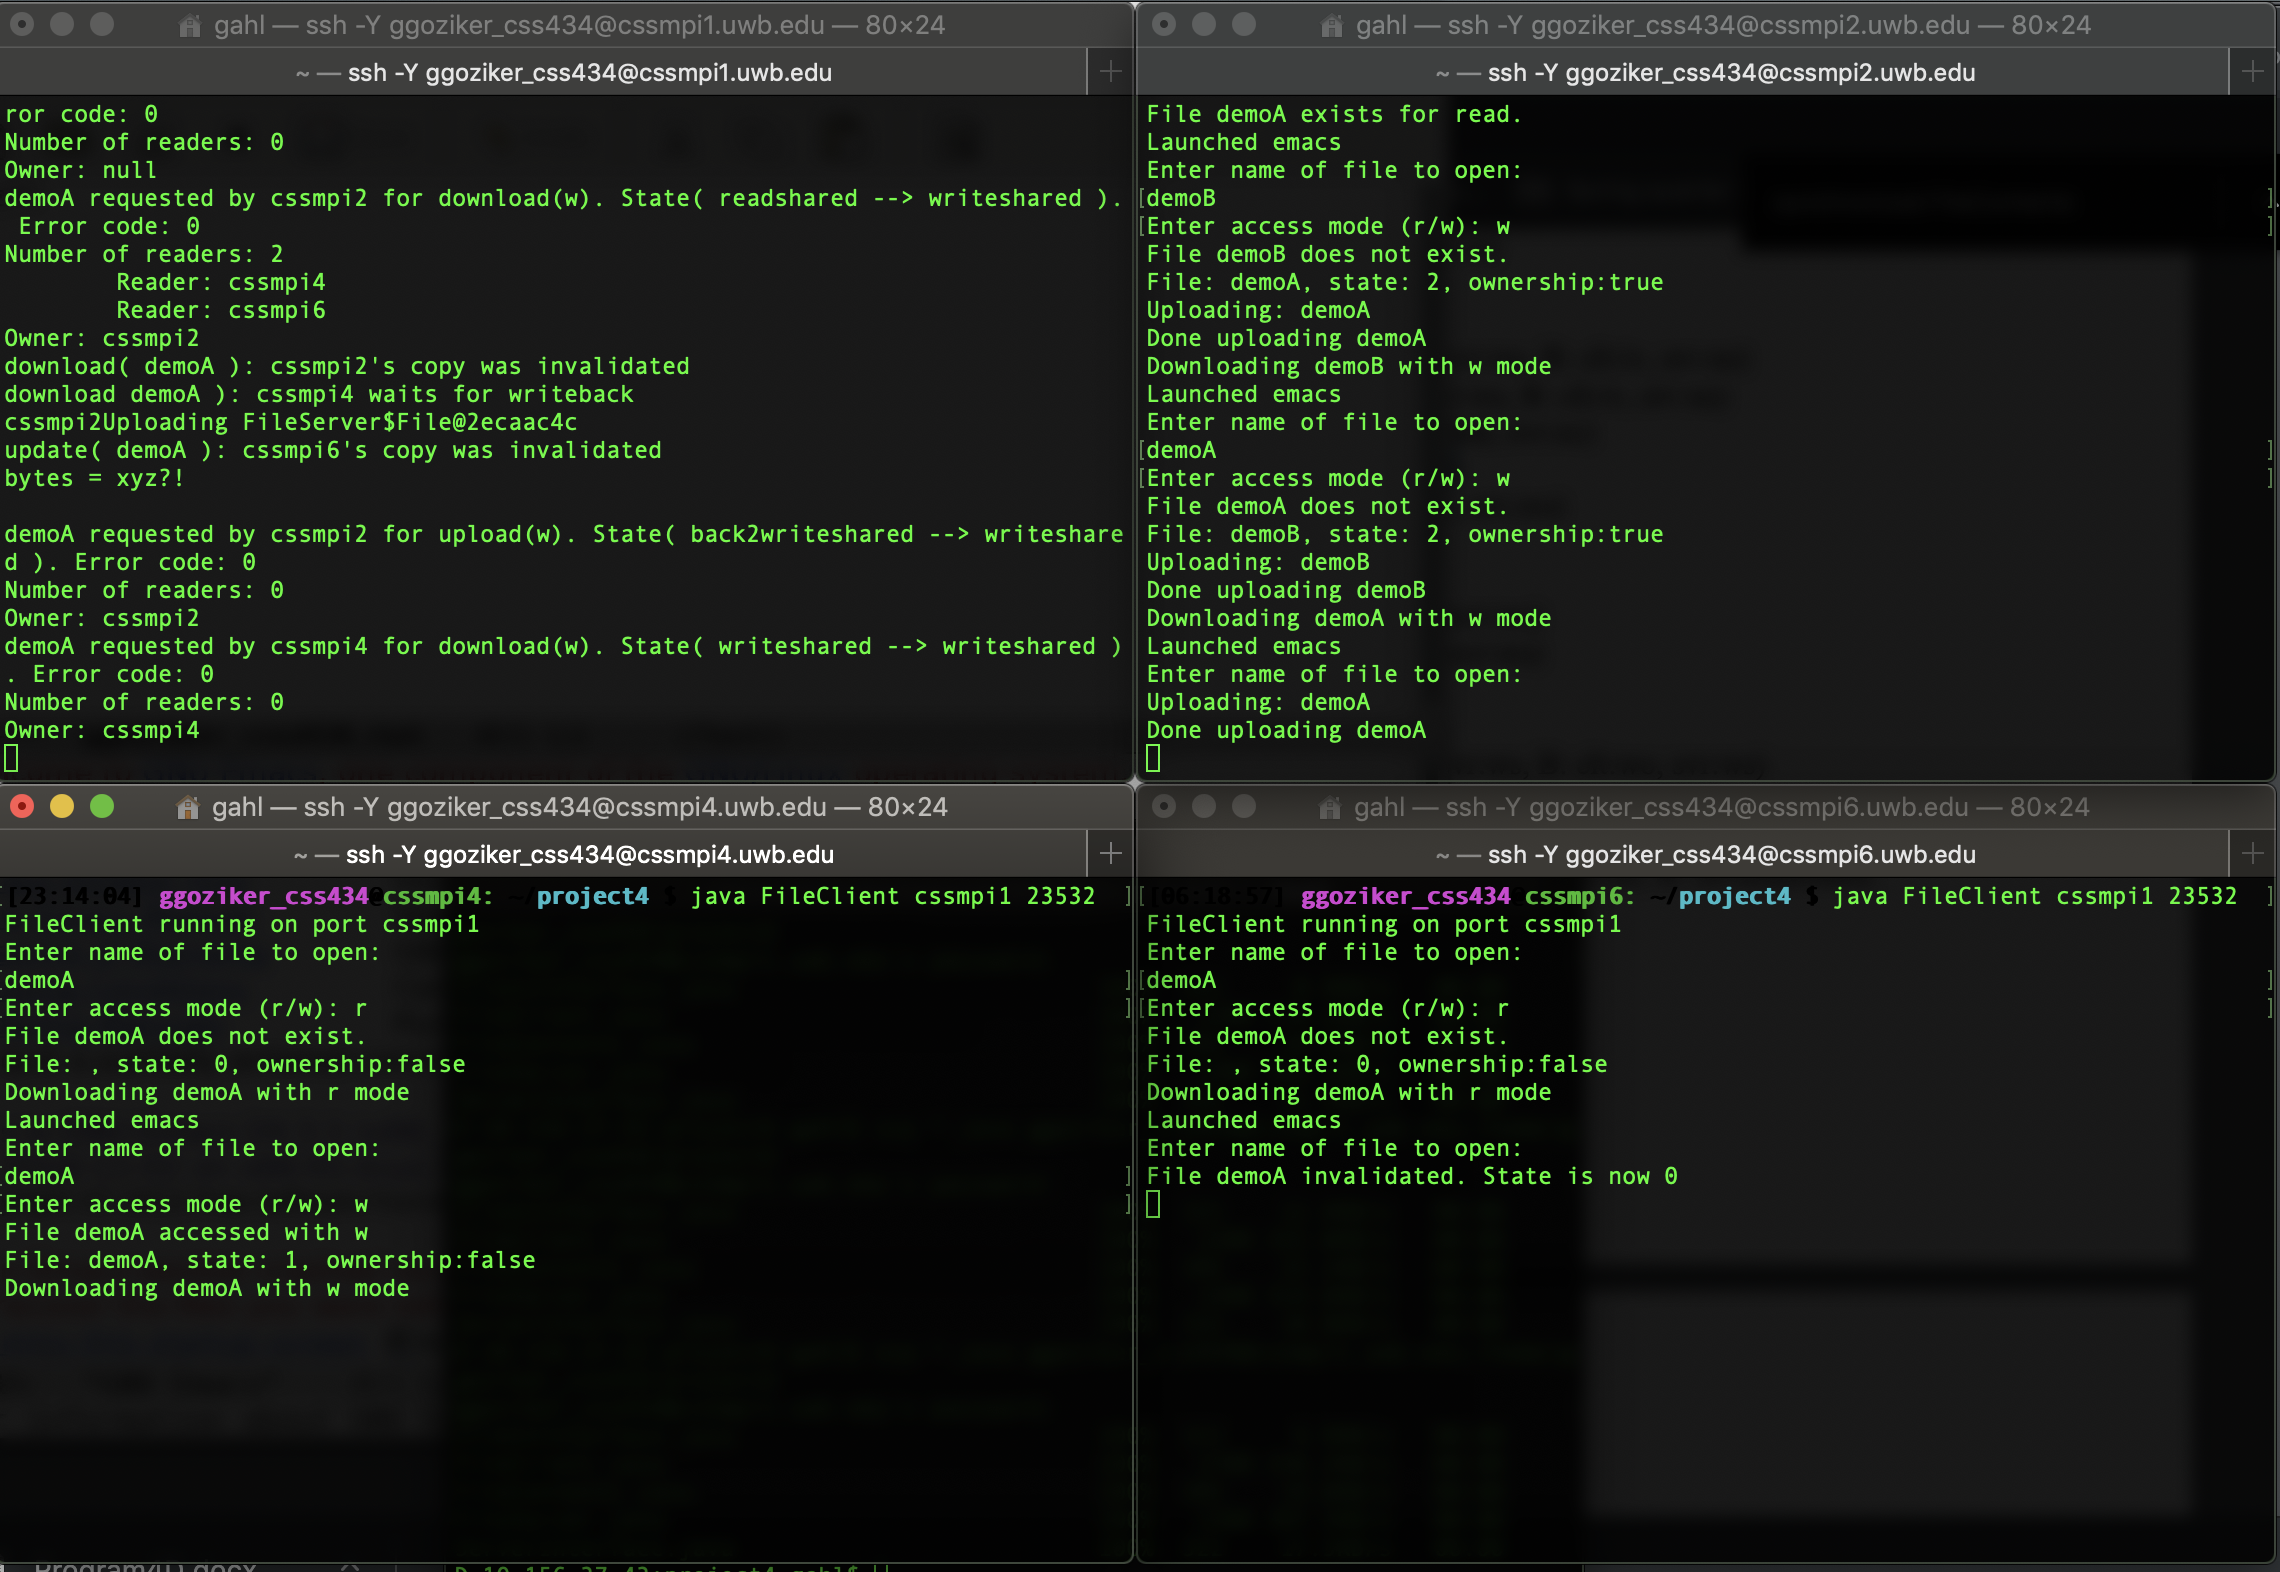 gahl — ssh -Y ggoziker_css434@cssmpi1.uwb.edu — 80×24
~ — ssh -Y ggoziker_css434@cssmpi1.uwb.edu
ror code: 0
Number of readers: 0
Owner: null
demoA requested by cssmpi2 for download(w). State( readshared --> writeshared ).
 Error code: 0
Number of readers: 2
        Reader: cssmpi4
        Reader: cssmpi6
Owner: cssmpi2
download( demoA ): cssmpi2's copy was invalidated
download demoA ): cssmpi4 waits for writeback
cssmpi2Uploading FileServer$File@2ecaac4c
update( demoA ): cssmpi6's copy was invalidated
bytes = xyz?!
demoA requested by cssmpi2 for upload(w). State( back2writeshared --> writeshare
d ). Error code: 0
Number of readers: 0
Owner: cssmpi2
demoA requested by cssmpi4 for download(w). State( writeshared --> writeshared )
. Error code: 0
Number of readers: 0
Owner: cssmpi4
gahl — ssh -Y ggoziker_css434@cssmpi2.uwb.edu — 80×24
~ — ssh -Y ggoziker_css434@cssmpi2.uwb.edu
File demoA exists for read.
Launched emacs
Enter name of file to open:
[demoB ]
[Enter access mode (r/w): w ]
File demoB does not exist.
File: demoA, state: 2, ownership:true
Uploading: demoA
Done uploading demoA
Downloading demoB with w mode
Launched emacs
Enter name of file to open:
[demoA ]
[Enter access mode (r/w): w ]
File demoA does not exist.
File: demoB, state: 2, ownership:true
Uploading: demoB
Done uploading demoB
Downloading demoA with w mode
Launched emacs
Enter name of file to open:
Uploading: demoA
Done uploading demoA
gahl — ssh -Y ggoziker_css434@cssmpi4.uwb.edu — 80×24
~ — ssh -Y ggoziker_css434@cssmpi4.uwb.edu
[[23:14:04] ggoziker_css434@cssmpi4: ~/project4 $ java FileClient cssmpi1 23532 ]
FileClient running on port cssmpi1
Enter name of file to open:
[demoA ]
[Enter access mode (r/w): r ]
File demoA does not exist.
File: , state: 0, ownership:false
Downloading demoA with r mode
Launched emacs
Enter name of file to open:
[demoA ]
[Enter access mode (r/w): w ]
File demoA accessed with w
File: demoA, state: 1, ownership:false
Downloading demoA with w mode
gahl — ssh -Y ggoziker_css434@cssmpi6.uwb.edu — 80×24
~ — ssh -Y ggoziker_css434@cssmpi6.uwb.edu
[[06:18:57] ggoziker_css434 cssmpi6: ~/project4 $ java FileClient cssmpi1 23532 ]
FileClient running on port cssmpi1
Enter name of file to open:
[demoA ]
[Enter access mode (r/w): r ]
File demoA does not exist.
File: , state: 0, ownership:false
Downloading demoA with r mode
Launched emacs
Enter name of file to open:
File demoA invalidated. State is now 0